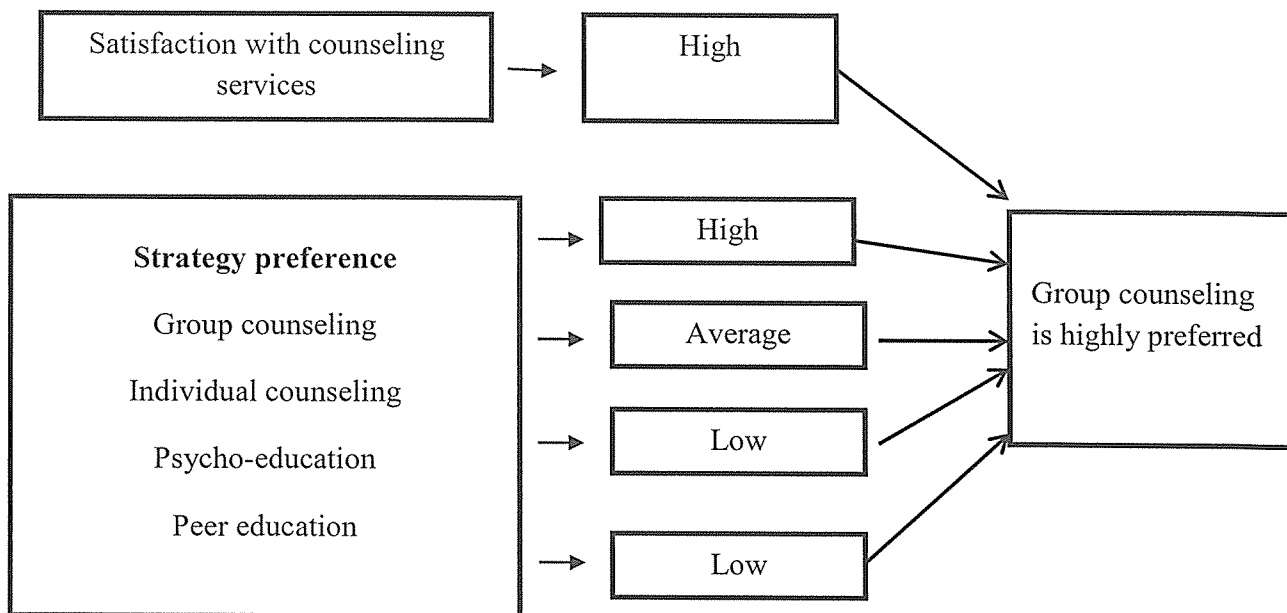 Satisfaction with counseling
services
High
Strategy preference
Group counseling
Individual counseling
Psycho-education
Peer education
High
Average
Low
Low
Group counseling
is highly preferred